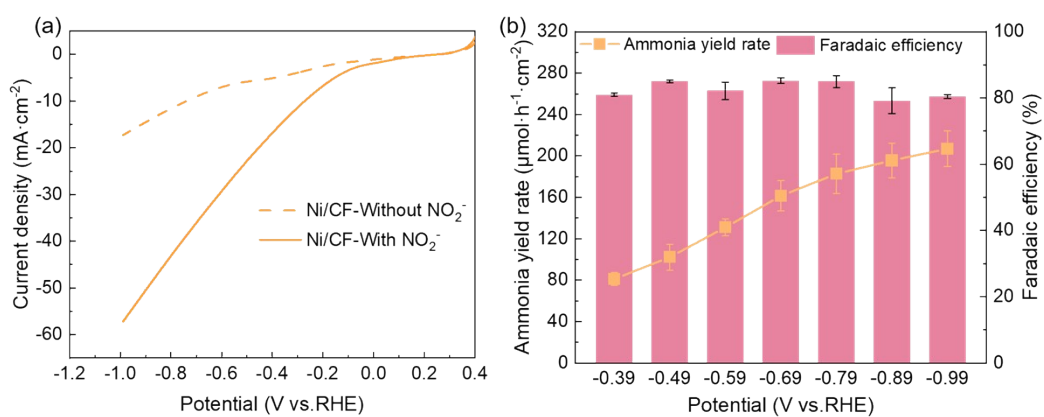 (a)
Current density (mA·cm⁻²)
0
-10
-20
-30
-40
-50
-60
Ni/CF-Without NO₂⁻
Ni/CF-With NO₂⁻
-1.2 -1.0 -0.8 -0.6 -0.4 -0.2 0.0 0.2 0.4
Potential (V vs.RHE)
(b)
Ammonia yield rate (μmol·h⁻¹·cm⁻²)
320
280
240
200
160
120
80
40
0
Ammonia yield rate Faradaic efficiency
100
80
60
40
20
0
Faradaic efficiency (%)
-0.39 -0.49 -0.59 -0.69 -0.79 -0.89 -0.99
Potential (V vs.RHE)